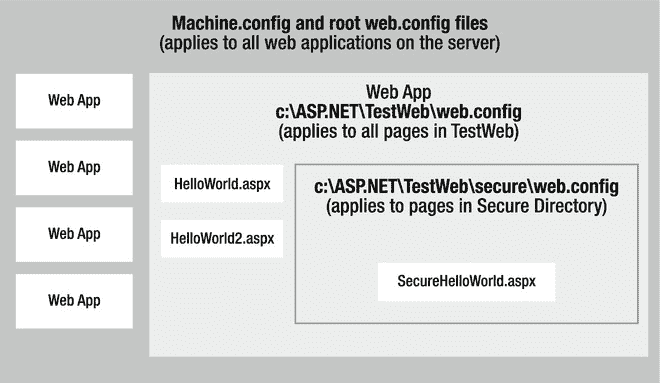 Machine.config and root web.config files
(applies to all web applications on the server)
Web App
Web App
Web App
Web App
Web App
c:\ASP.NET\TestWeb\web.config
(applies to all pages in TestWeb)
HelloWorld.aspx
HelloWorld2.aspx
c:\ASP.NET\TestWeb\secure\web.config
(applies to pages in Secure Directory)
SecureHelloWorld.aspx